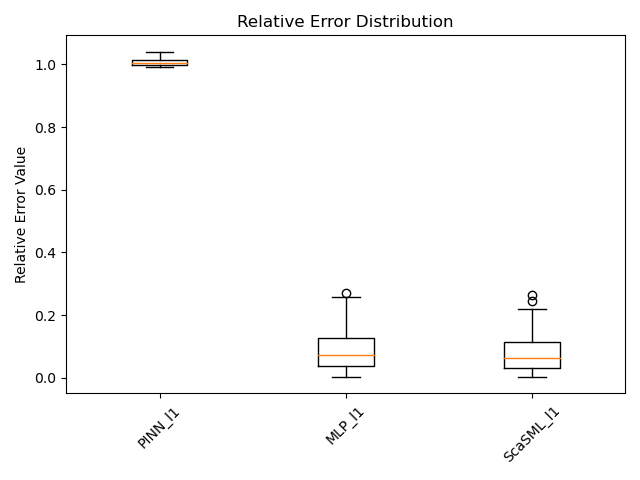 Relative Error Distribution
Relative Error Value
1.0
0.8
0.6
0.4
0.2
0.0
PINN_l1
MLP_l1
ScaSML_l1